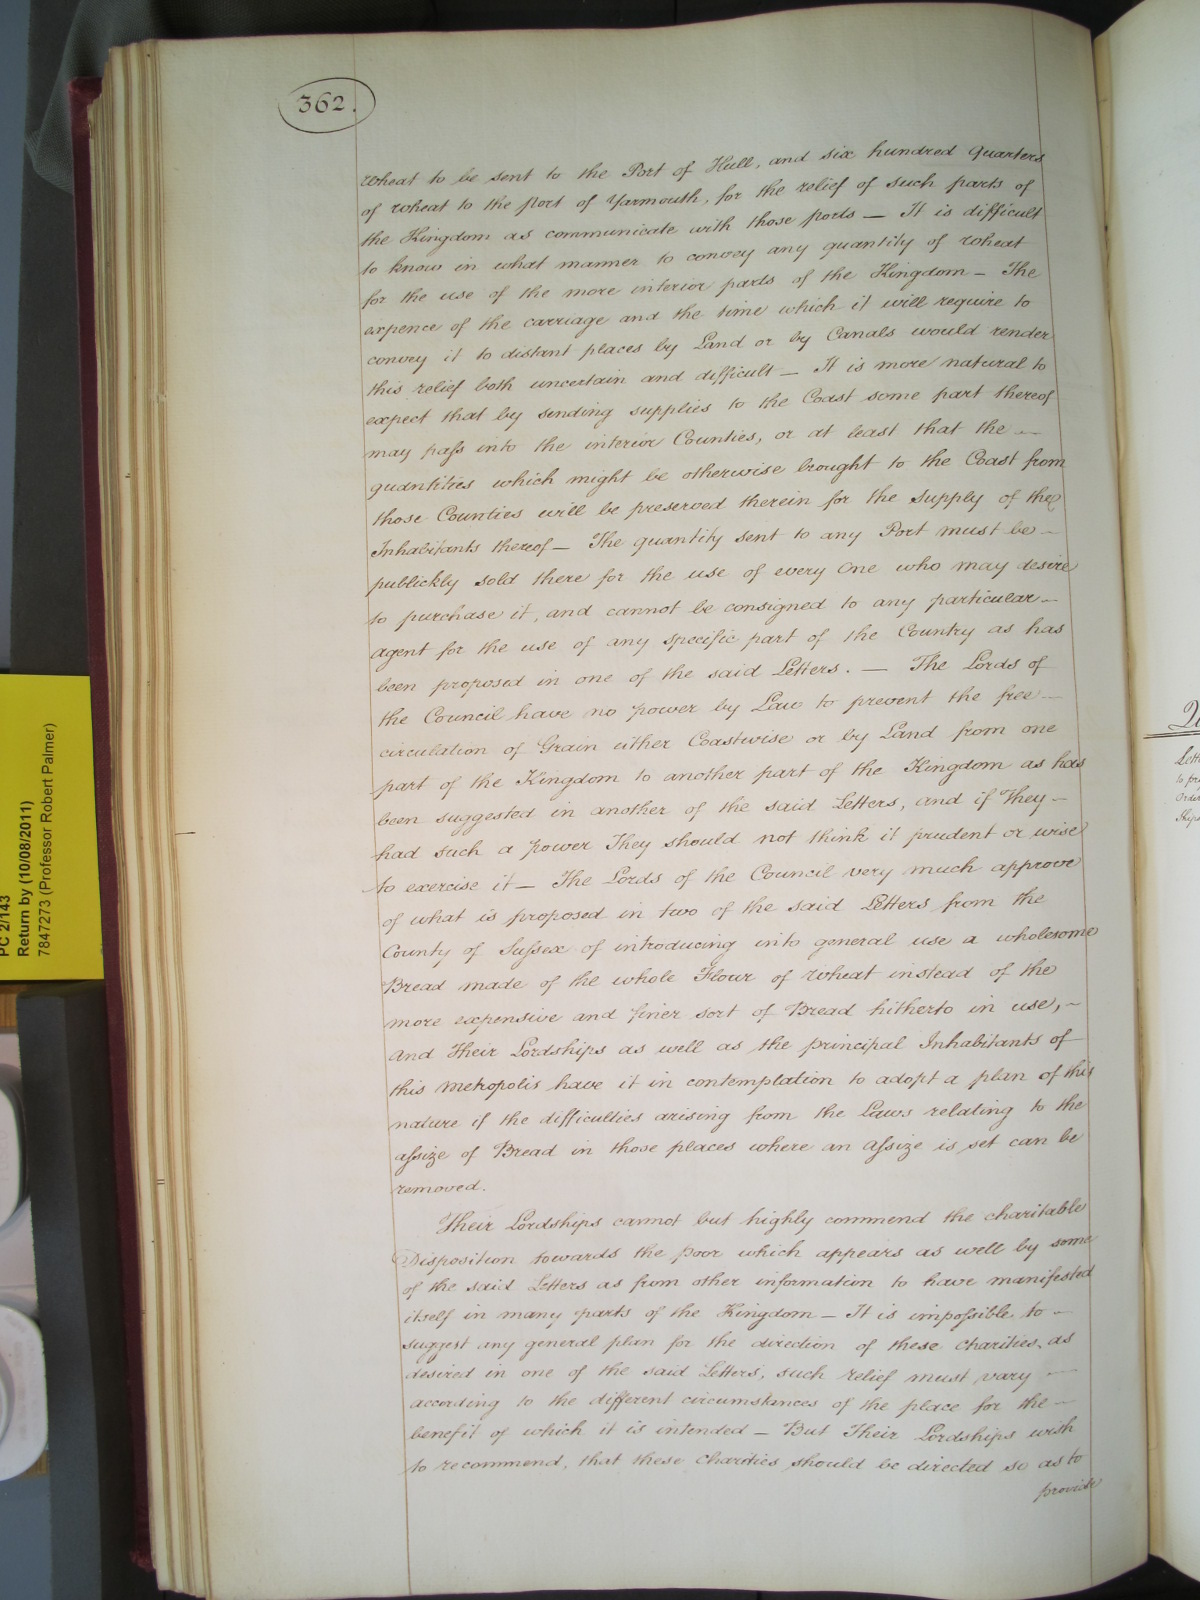 362.
wheat to be sent to the Port of Hull, and six hundred Quarters
of wheat to the Port of Yarmouth, for the relief of such parts of
the Kingdom as communicate with those ports — It is difficult
to know in what manner to convey any quantity of wheat
for the use of the more interior parts of the Kingdom — The
expence of the carriage and the time which it will require to
convey it to distant places by Land or by Canals would render
this relief both uncertain and difficult — It is more natural to
expect that by sending supplies to the Coast some part thereof
may pass into the interior Counties, or at least that the —
quantities which might be otherwise brought to the Coast from
those Counties will be preserved therein for the supply of the
Inhabitants thereof — The quantity sent to any Port must be —
publickly sold there for the use of every One who may desire
to purchase it, and cannot be consigned to any particular —
agent for the use of any specific part of the Country as has
been proposed in one of the said Letters. — The Lords of
the Council have no power by Law to prevent the free —
circulation of Grain either Coastwise or by Land from one
part of the Kingdom to another part of the Kingdom as has
been suggested in another of the said Letters, and if They —
had such a power They should not think it prudent or wise
to exercise it — The Lords of the Council very much approve
of what is proposed in two of the said Letters from the
County of Sussex of introducing into general use a wholesome
Bread made of the whole Flour of Wheat instead of the
more expensive and finer sort of Bread hitherto in use, —
and Their Lordships as well as the principal Inhabitants of
this Metropolis have it in contemplation to adopt a plan of this
nature if the difficulties arising from the Laws relating to the
assize of Bread in those places where an assize is set can be
removed.
Their Lordships cannot but highly commend the charitable
Disposition towards the poor which appears as well by some
of the said Letters as from other information to have manifested
itself in many parts of the Kingdom — It is impossible to —
suggest any general plan for the direction of these charities, as
desired in one of the said Letters, such relief must vary —
according to the different circumstances of the place for the —
benefit of which it is intended — But Their Lordships wish
to recommend, that these charities should be directed so as to
provide
PC 2/143
Return by (10/08/2011)
7847273 (Professor Robert Palmer)